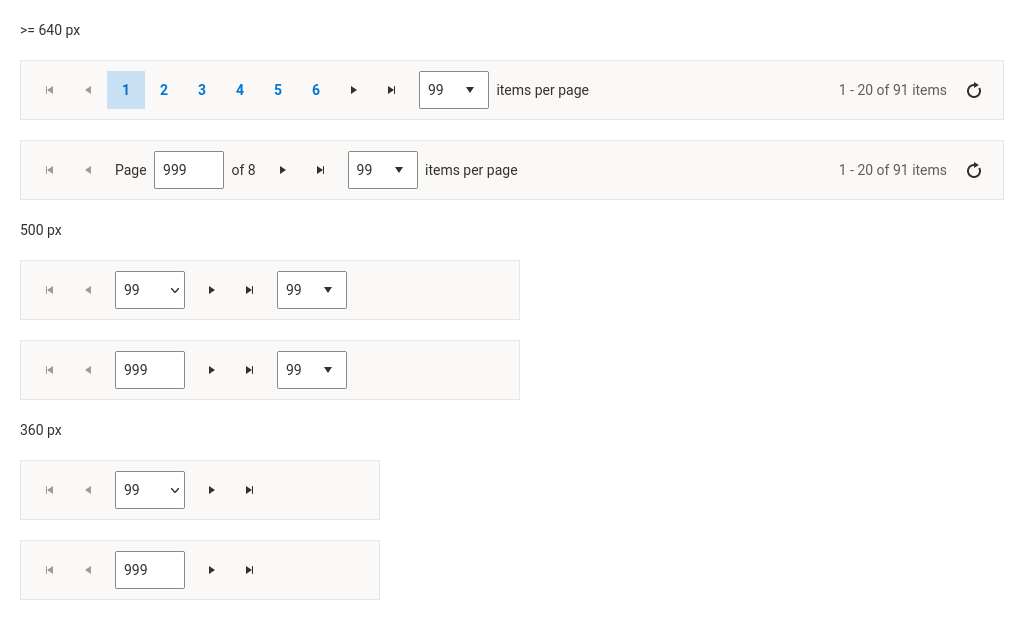 >= 640 px
1 2 3 4 5 6 99 items per page 1 - 20 of 91 items
Page 999 of 8 99 items per page 1 - 20 of 91 items
500 px
99 99
999 99
360 px
99
999